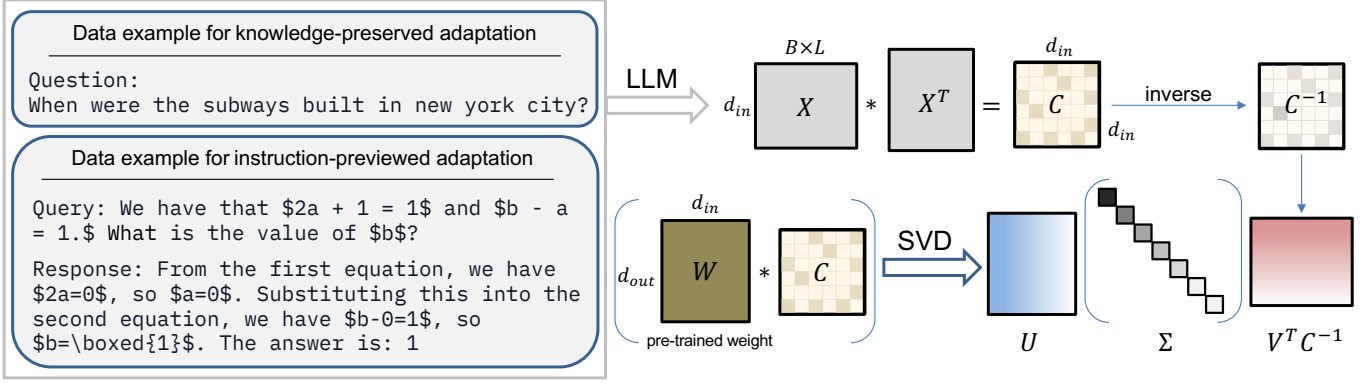 Data example for knowledge-preserved adaptation
Question:
When were the subways built in new york city?
Data example for instruction-previewed adaptation
Query: We have that $2a + 1 = 1$ and $b - a
= 1.$ What is the value of $b$?
Response: From the first equation, we have
$2a=0$, so $a=0$. Substituting this into the
second equation, we have $b-0=1$, so
$b=\boxed{1}$. The answer is: 1
LLM
B×L
d_in
X
*
X^T
=
d_in
C
d_in
inverse
C^{-1}
d_in
d_out
W
*
C
pre-trained weight
SVD
U
Σ
V^T C^{-1}